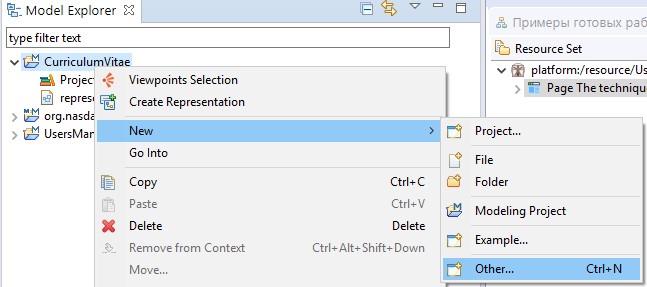 Model Explorer
type filter text
CurriculumVitae
Project
represe
org.nasda
UsersMan
Viewpoints Selection
Create Representation
New
Go Into
Copy Ctrl+C
Paste Ctrl+V
Delete Delete
Remove from Context Ctrl+Alt+Shift+Down
Move...
Project...
File
Folder
Modeling Project
Example...
Other... Ctrl+N
Примеры готовых раб
Resource Set
platform:/resource/Us
Page The technique